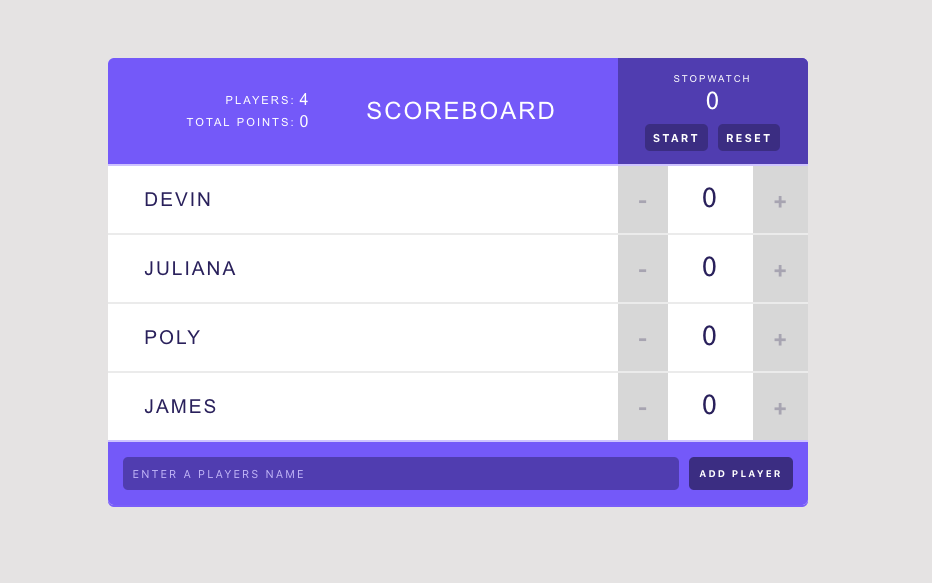 PLAYERS: 4
TOTAL POINTS: 0
SCOREBOARD
STOPWATCH
0
START RESET
DEVIN - 0 +
JULIANA - 0 +
POLY - 0 +
JAMES - 0 +
ENTER A PLAYERS NAME ADD PLAYER